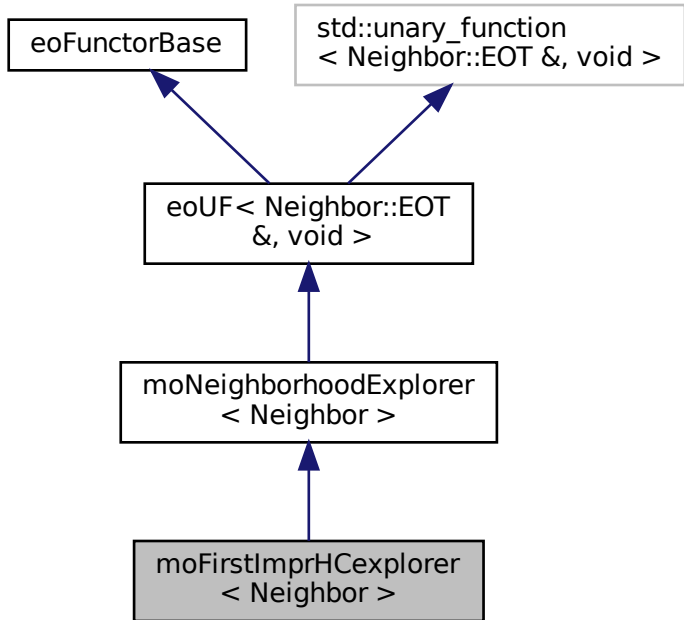 eoFunctorBase
std::unary_function
< Neighbor::EOT &, void >
eoUF< Neighbor::EOT
&, void >
moNeighborhoodExplorer
< Neighbor >
moFirstImprHCexplorer
< Neighbor >